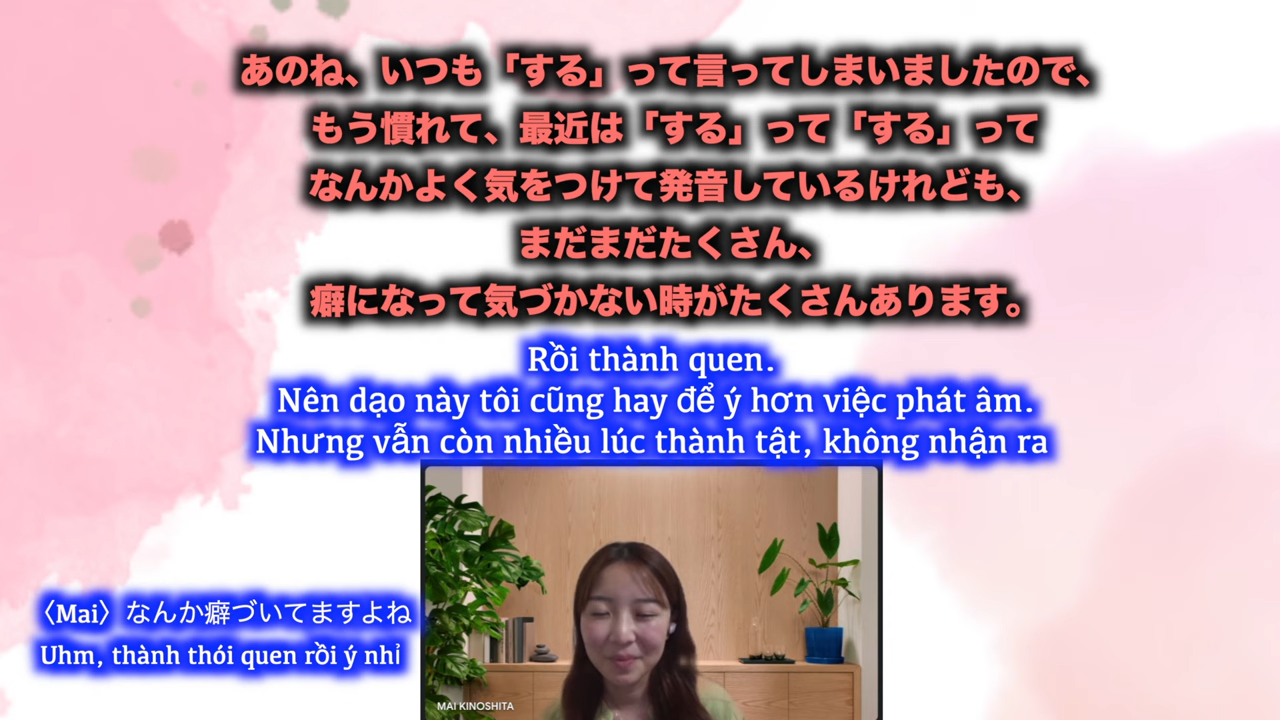 あのね、いつも「する」って言ってしまいましたので、
もう慣れて、最近は「する」って「する」って
なんかよく気をつけて発音しているけれども、
まだまだたくさん、
癖になって気づかない時がたくさんあります。
Rồi thành quen.
Nên dạo này tôi cũng hay để ý hơn việc phát âm.
Nhưng vẫn còn nhiều lúc thành tật, không nhận ra
〈Mai〉なんか癖づいてますよね
Uhm, thành thói quen rồi ý nhỉ
MAI KINOSHITA